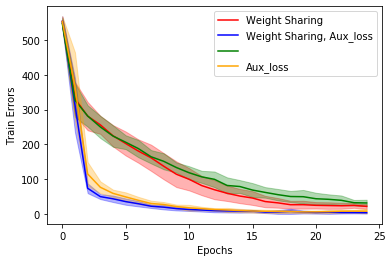 Weight Sharing
Weight Sharing, Aux_loss
Aux_loss
500
400
300
200
100
0
Train Errors
0 5 10 15 20 25
Epochs